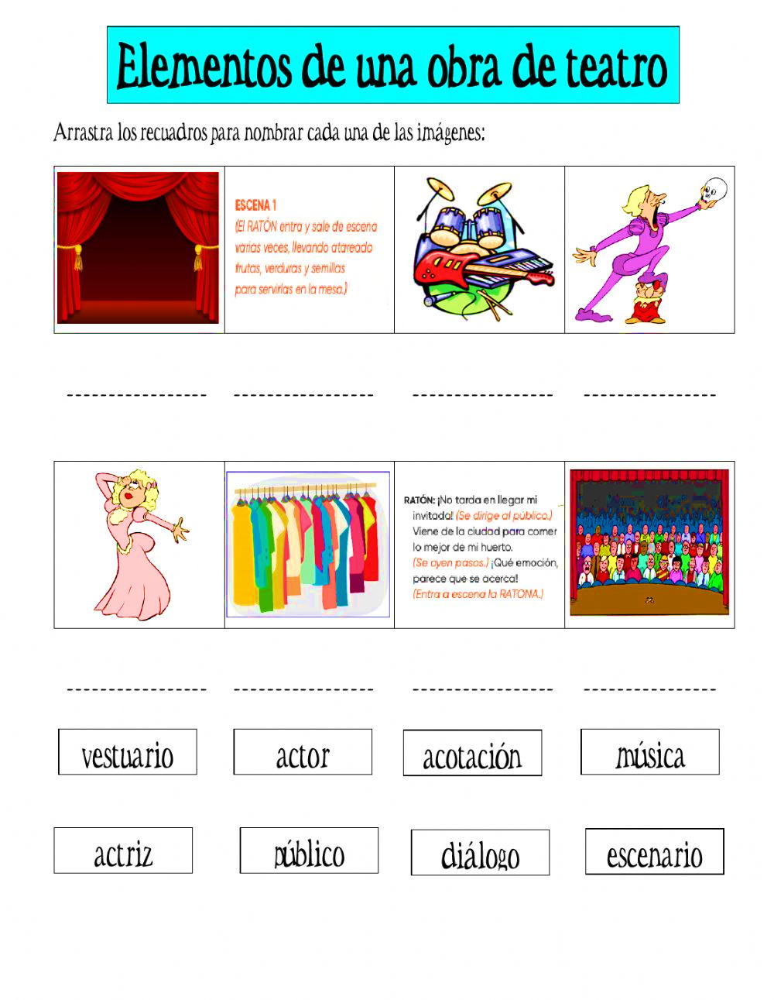 Elementos de una obra de teatro
Arrastra los recuadros para nombrar cada una de las imágenes:
ESCENA 1
(El RATÓN entra y sale de escena
varias veces, llevando atareado
frutas, verduras y semillas
para servirlas en la mesa.)
RATÓN: ¡No tarda en llegar mi
invitada! (Se dirige al público.)
Viene de la ciudad para comer
lo mejor de mi huerto.
(Se oyen pasos.) ¡Qué emoción,
parece que se acerca!
(Entra a escena la RATONA.)
vestuario
actor
acotación
música
actriz
público
diálogo
escenario